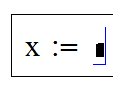 x :=